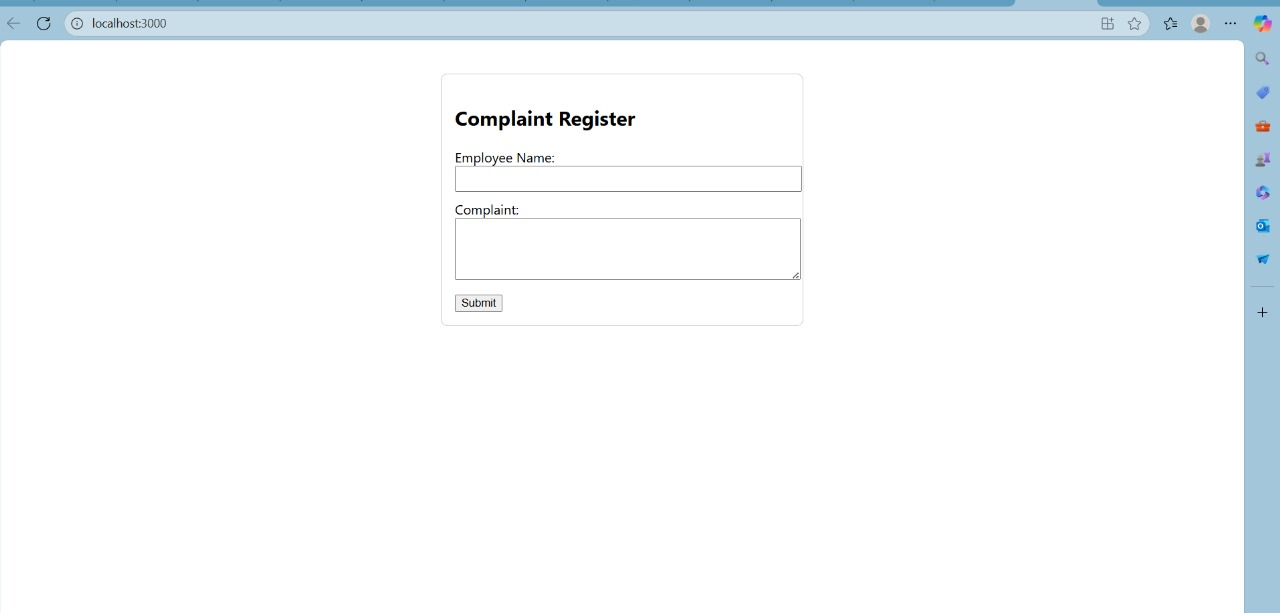 localhost:3000
Complaint Register
Employee Name:
Complaint:
Submit